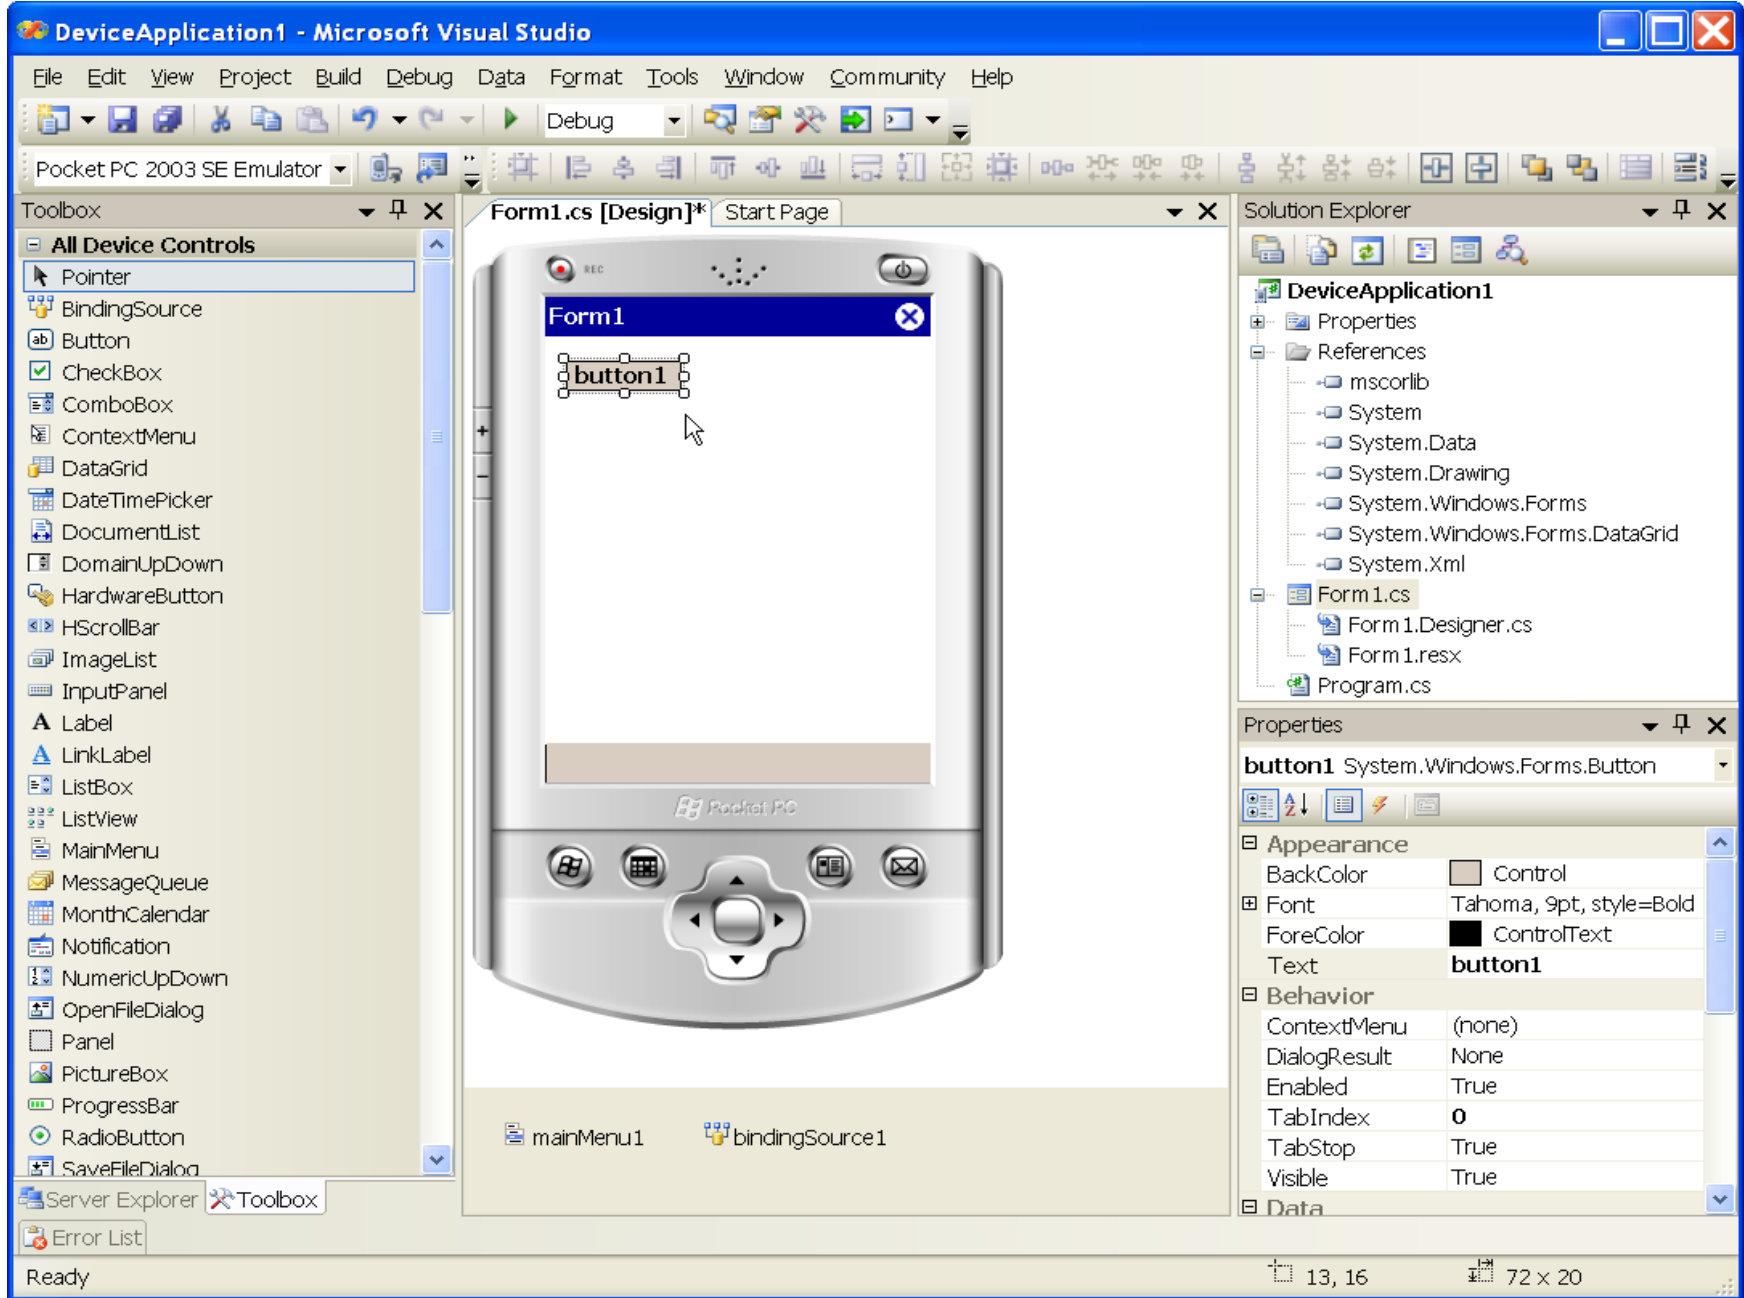 DeviceApplication1 - Microsoft Visual Studio
File Edit View Project Build Debug Data Format Tools Window Community Help
Debug
Pocket PC 2003 SE Emulator
Toolbox
All Device Controls
Pointer
BindingSource
Button
CheckBox
ComboBox
ContextMenu
DataGrid
DateTimePicker
DocumentList
DomainUpDown
HardwareButton
HScrollBar
ImageList
InputPanel
Label
LinkLabel
ListBox
ListView
MainMenu
MessageQueue
MonthCalendar
Notification
NumericUpDown
OpenFileDialog
Panel
PictureBox
ProgressBar
RadioButton
SaveFileDialog
Server Explorer Toolbox
Error List
Form1.cs [Design]* Start Page
REC
Form1
button1
Pocket PC
mainMenu1 bindingSource1
Solution Explorer
DeviceApplication1
Properties
References
mscorlib
System
System.Data
System.Drawing
System.Windows.Forms
System.Windows.Forms.DataGrid
System.Xml
Form1.cs
Form1.Designer.cs
Form1.resx
Program.cs
Properties
button1 System.Windows.Forms.Button
Appearance
BackColor Control
Font Tahoma, 9pt, style=Bold
ForeColor ControlText
Text button1
Behavior
ContextMenu (none)
DialogResult None
Enabled True
TabIndex 0
TabStop True
Visible True
Data
Ready 13, 16 72 x 20